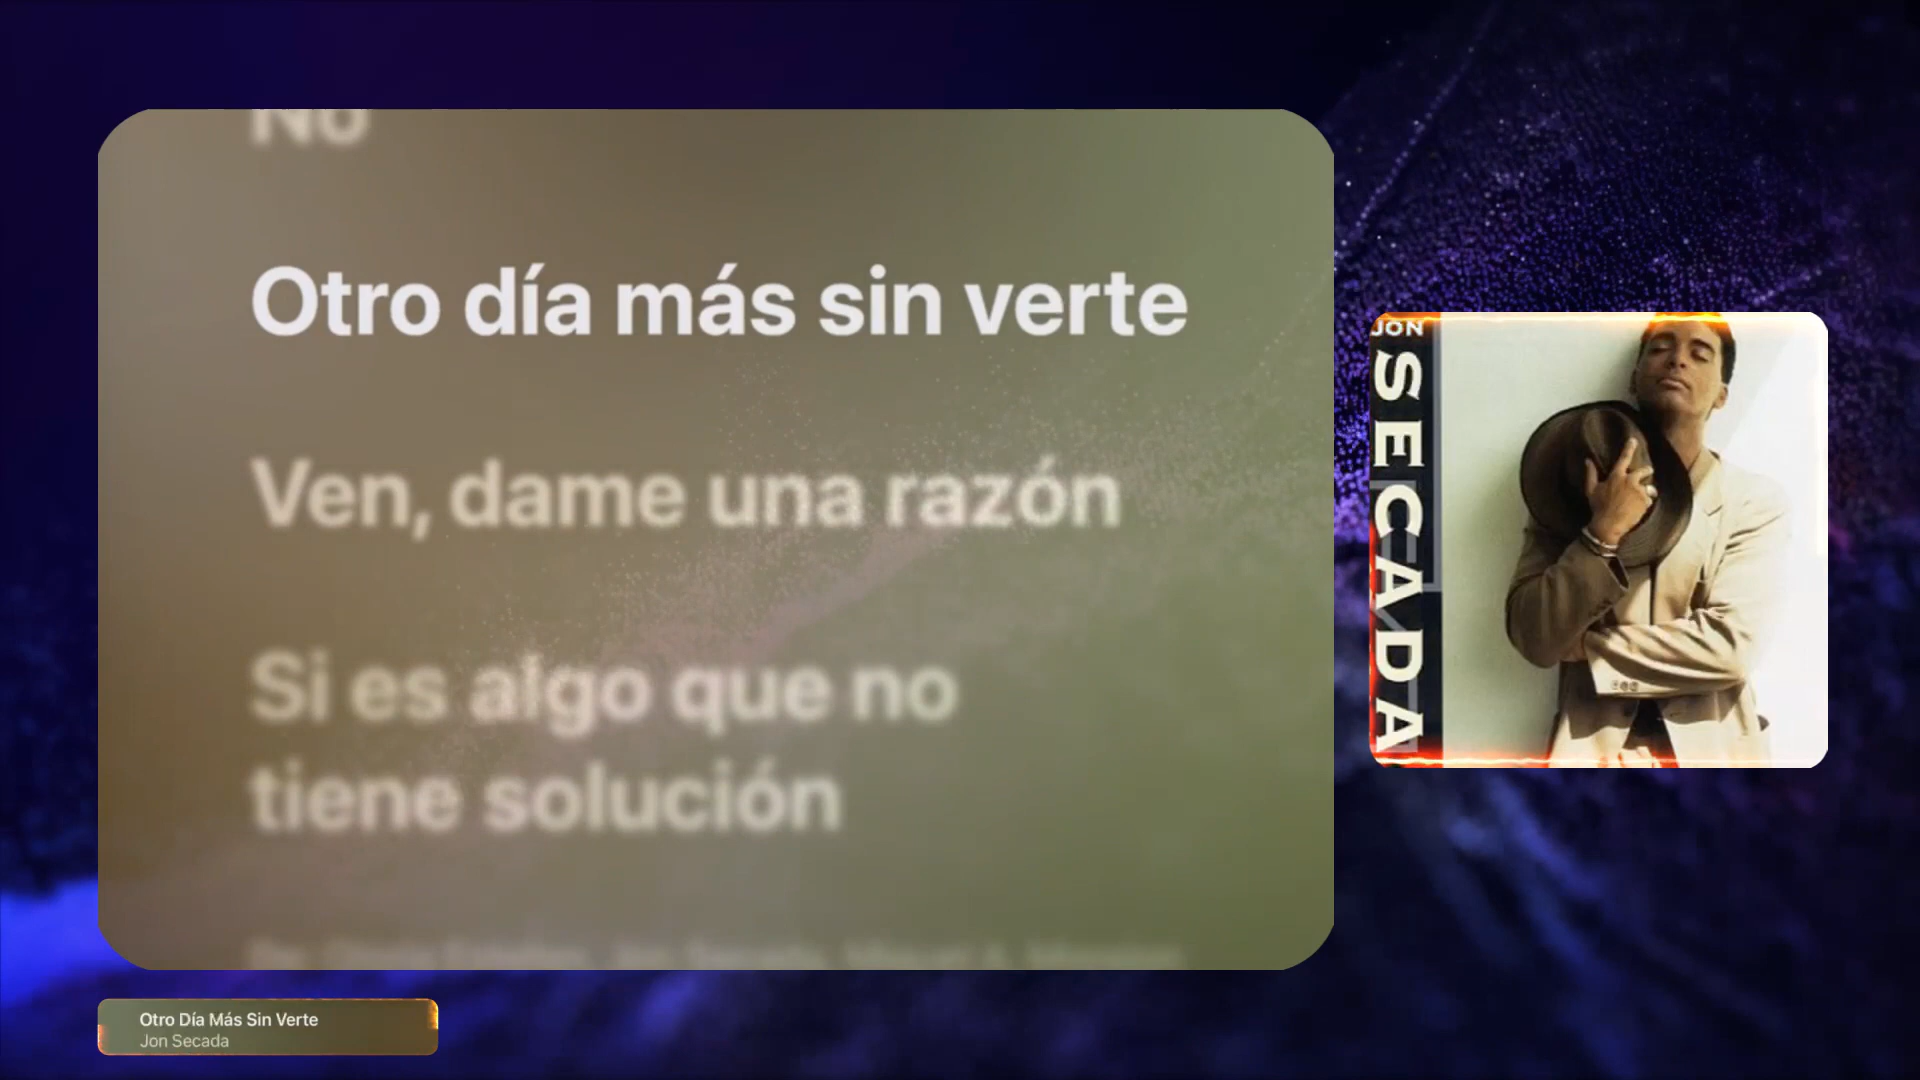 No
Otro día más sin verte
Ven, dame una razón
Si es algo que no
tiene solución
JON
SECADA
Otro Día Más Sin Verte
Jon Secada